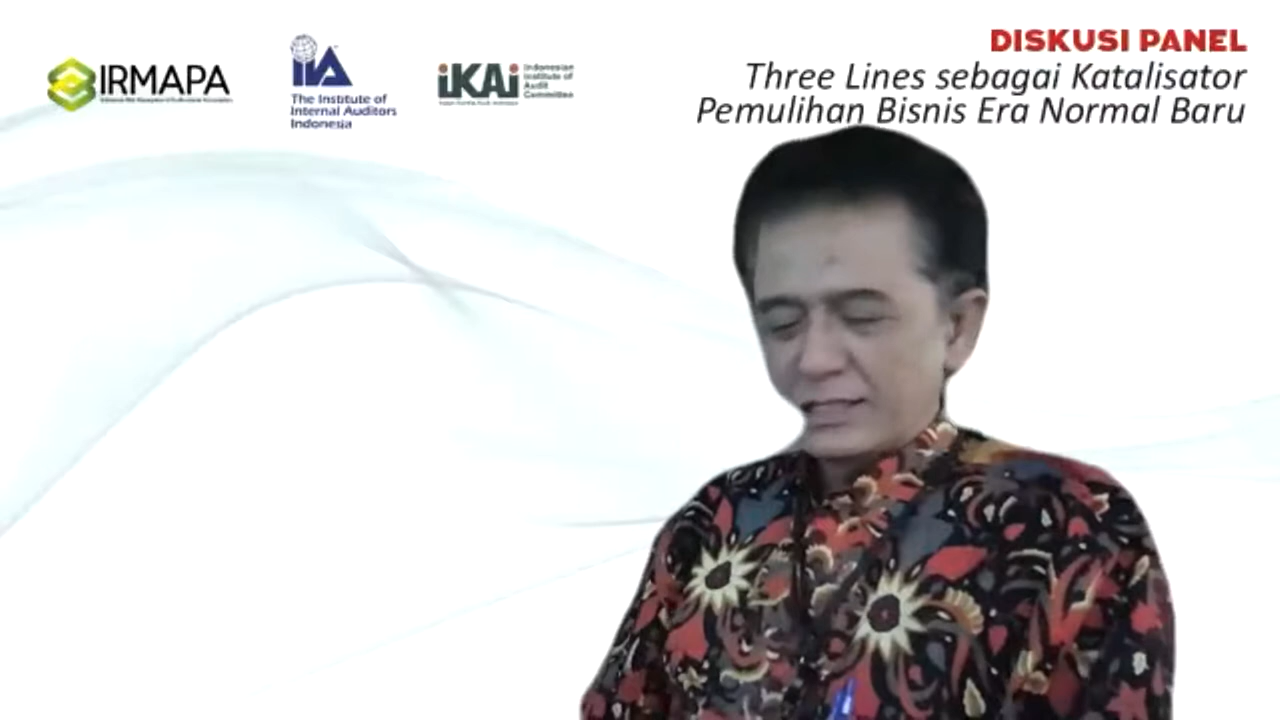 IRMAPA
IIA
The Institute of
Internal Auditors
Indonesia
iKAi
Indonesian
Institute of
Audit
Committee
DISKUSI PANEL
Three Lines sebagai Katalisator
Pemulihan Bisnis Era Normal Baru